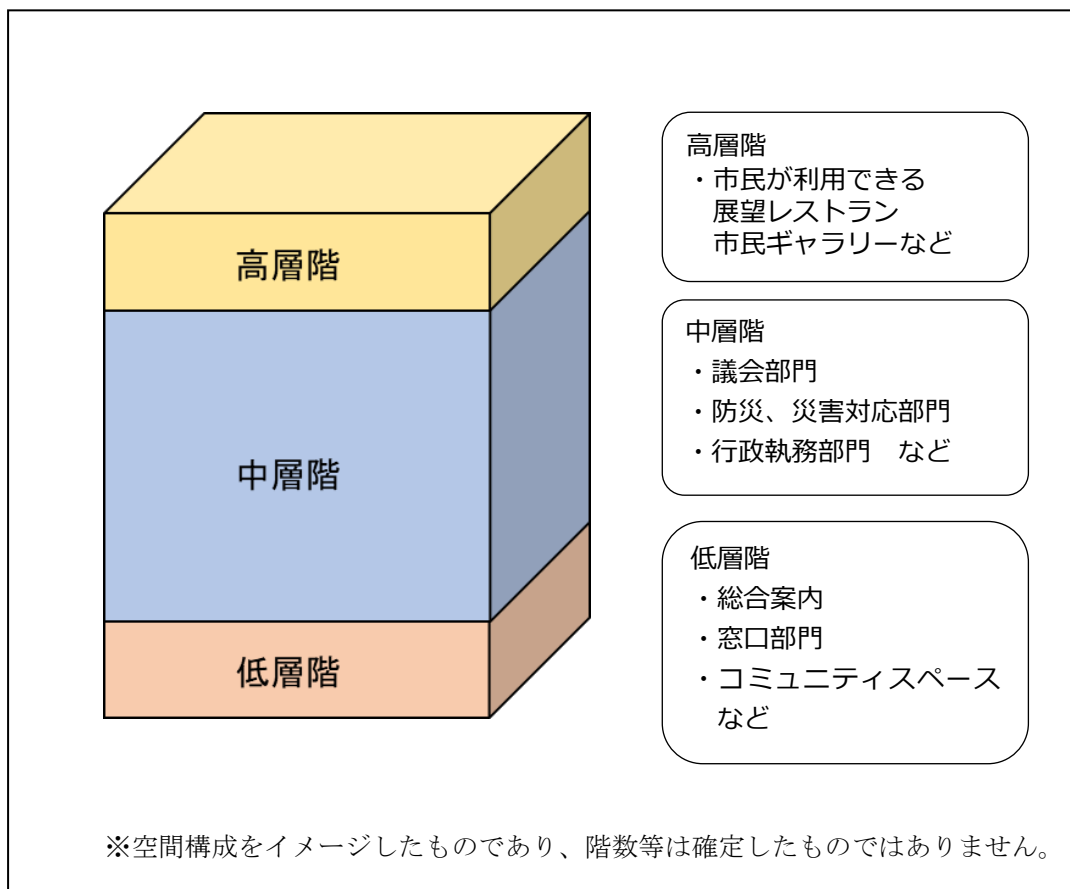 高層階
中層階
低層階
高層階
・市民が利用できる
展望レストラン
市民ギャラリーなど
中層階
・議会部門
・防災、災害対応部門
・行政執務部門　など
低層階
・総合案内
・窓口部門
・コミュニティスペース
など
※空間構成をイメージしたものであり、階数等は確定したものではありません。